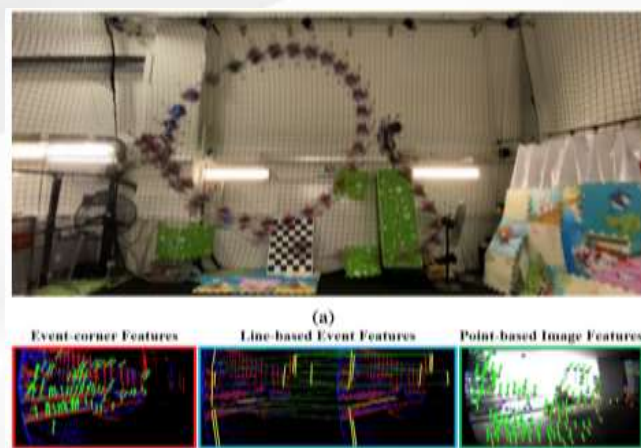 (a)
Event-corner Features
Line-based Event Features
Point-based Image Features